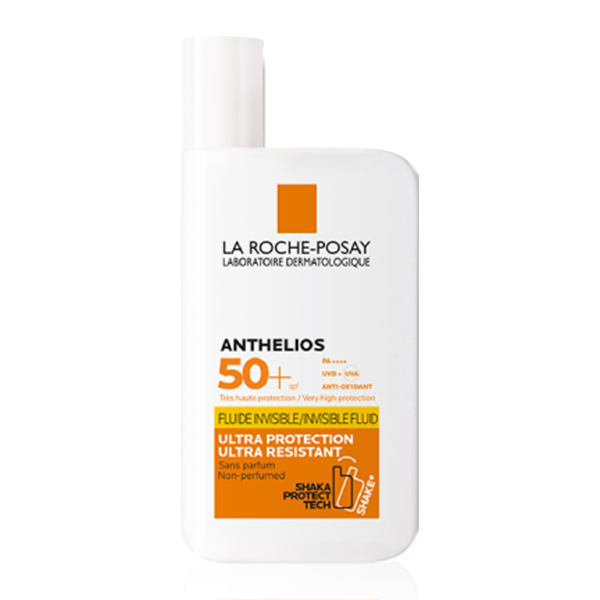 LA ROCHE-POSAY
LABORATOIRE DERMATOLOGIQUE
ANTHELIOS
50+ spf
PA ++++
UVB + UVA
ANTI-OXYDANT
Très haute protection / Very high protection
FLUIDE INVISIBLE/INVISIBLE FLUID
ULTRA PROTECTION
ULTRA RESISTANT
Sans parfum
Non-perfumed
SHAKA
PROTECT
TECH
SHAKE*